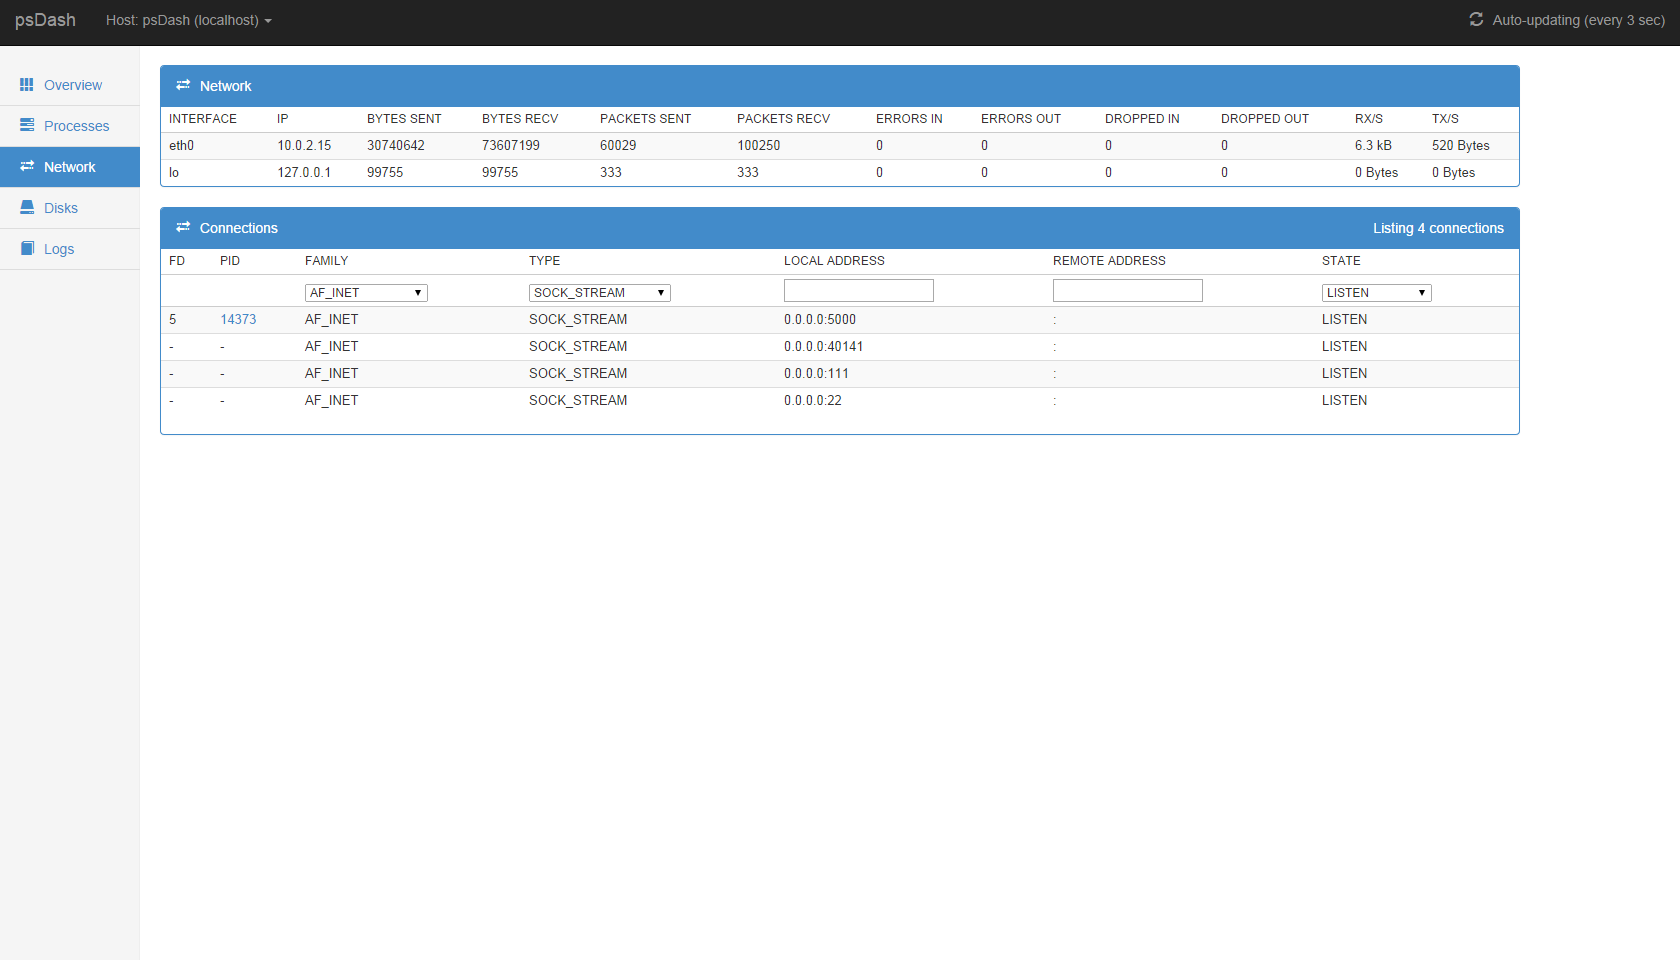 psDash Host: psDash (localhost) Auto-updating (every 3 sec)
Overview
Processes
Network
Disks
Logs
Network
INTERFACE IP BYTES SENT BYTES RECV PACKETS SENT PACKETS RECV ERRORS IN ERRORS OUT DROPPED IN DROPPED OUT RX/S TX/S
eth0 10.0.2.15 30740642 73607199 60029 100250 0 0 0 0 6.3 kB 520 Bytes
lo 127.0.0.1 99755 99755 333 333 0 0 0 0 0 Bytes 0 Bytes
Connections Listing 4 connections
FD PID FAMILY TYPE LOCAL ADDRESS REMOTE ADDRESS STATE
AF_INET SOCK_STREAM LISTEN
5 14373 AF_INET SOCK_STREAM 0.0.0.0:5000 : LISTEN
- - AF_INET SOCK_STREAM 0.0.0.0:40141 : LISTEN
- - AF_INET SOCK_STREAM 0.0.0.0:111 : LISTEN
- - AF_INET SOCK_STREAM 0.0.0.0:22 : LISTEN